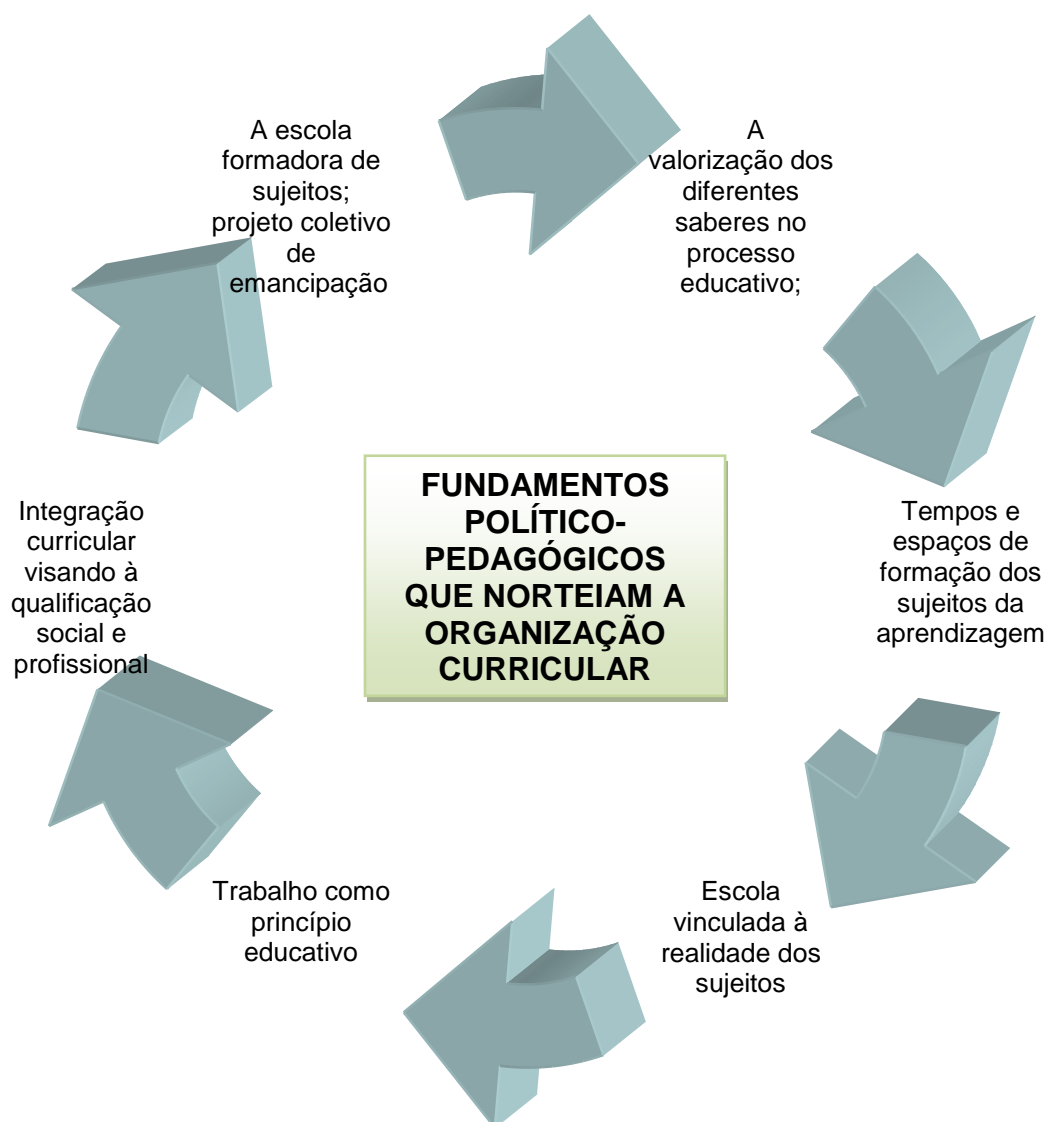 A escola
formadora de
sujeitos;
projeto coletivo
de
emancipação
A
valorização dos
diferentes
saberes no
processo
educativo;
Tempos e
espaços de
formação dos
sujeitos da
aprendizagem
Escola
vinculada à
realidade dos
sujeitos
Trabalho como
princípio
educativo
Integração
curricular
visando à
qualificação
social e
profissional
FUNDAMENTOS
POLÍTICO-
PEDAGÓGICOS
QUE NORTEIAM A
ORGANIZAÇÃO
CURRICULAR